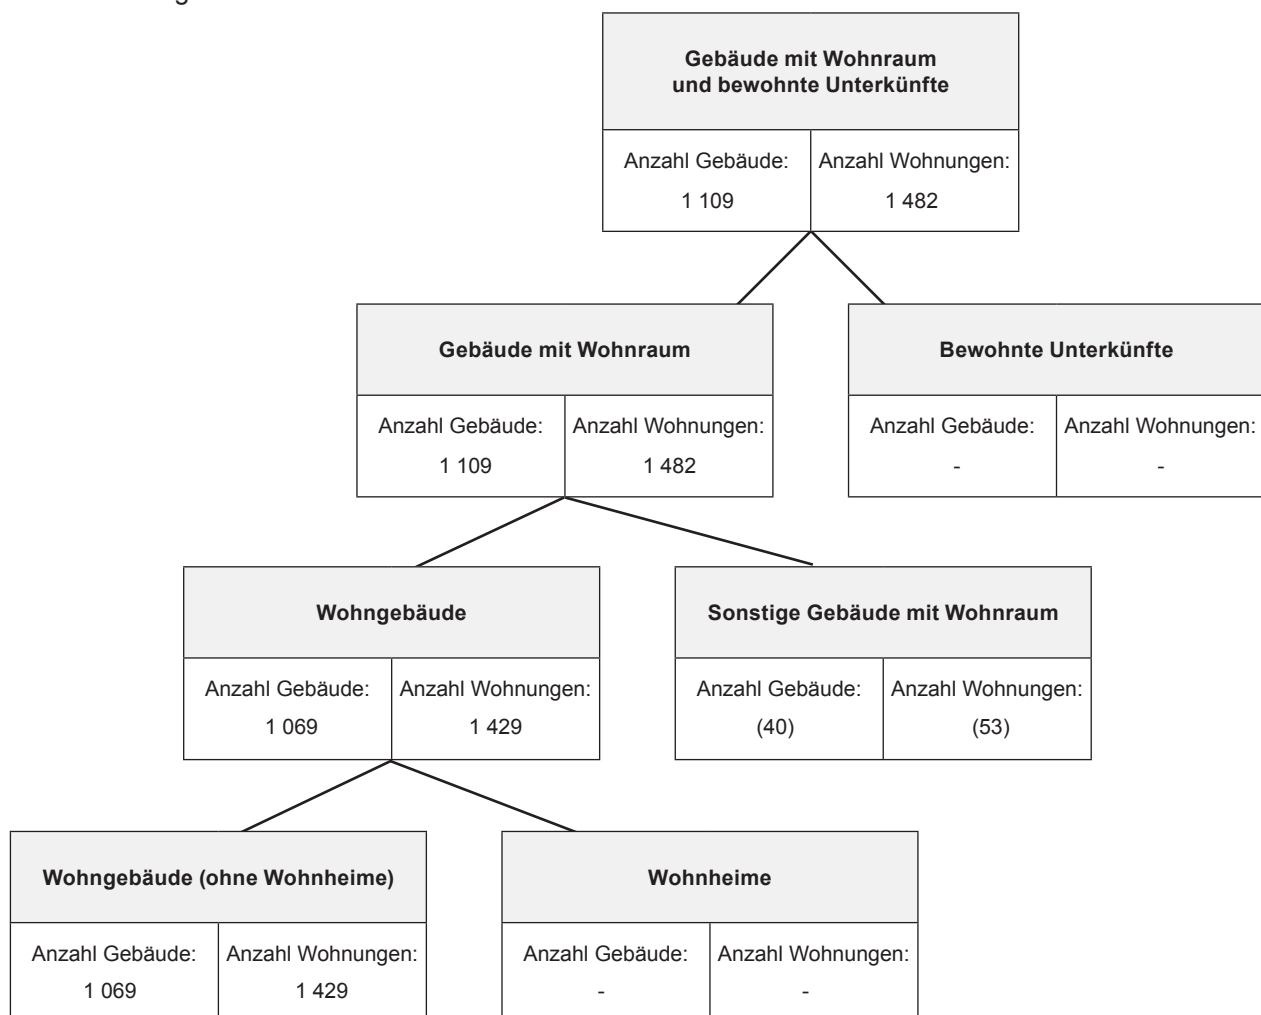 Gebäude mit Wohnraum
und bewohnte Unterkünfte
Anzahl Gebäude: Anzahl Wohnungen:
1 109 1 482
Gebäude mit Wohnraum
Bewohnte Unterkünfte
Anzahl Gebäude: Anzahl Wohnungen:
1 109 1 482
Anzahl Gebäude: Anzahl Wohnungen:
- -
Wohngebäude
Sonstige Gebäude mit Wohnraum
Anzahl Gebäude: Anzahl Wohnungen:
1 069 1 429
Anzahl Gebäude: Anzahl Wohnungen:
(40) (53)
Wohngebäude (ohne Wohnheime)
Wohnheime
Anzahl Gebäude: Anzahl Wohnungen:
1 069 1 429
Anzahl Gebäude: Anzahl Wohnungen:
- -